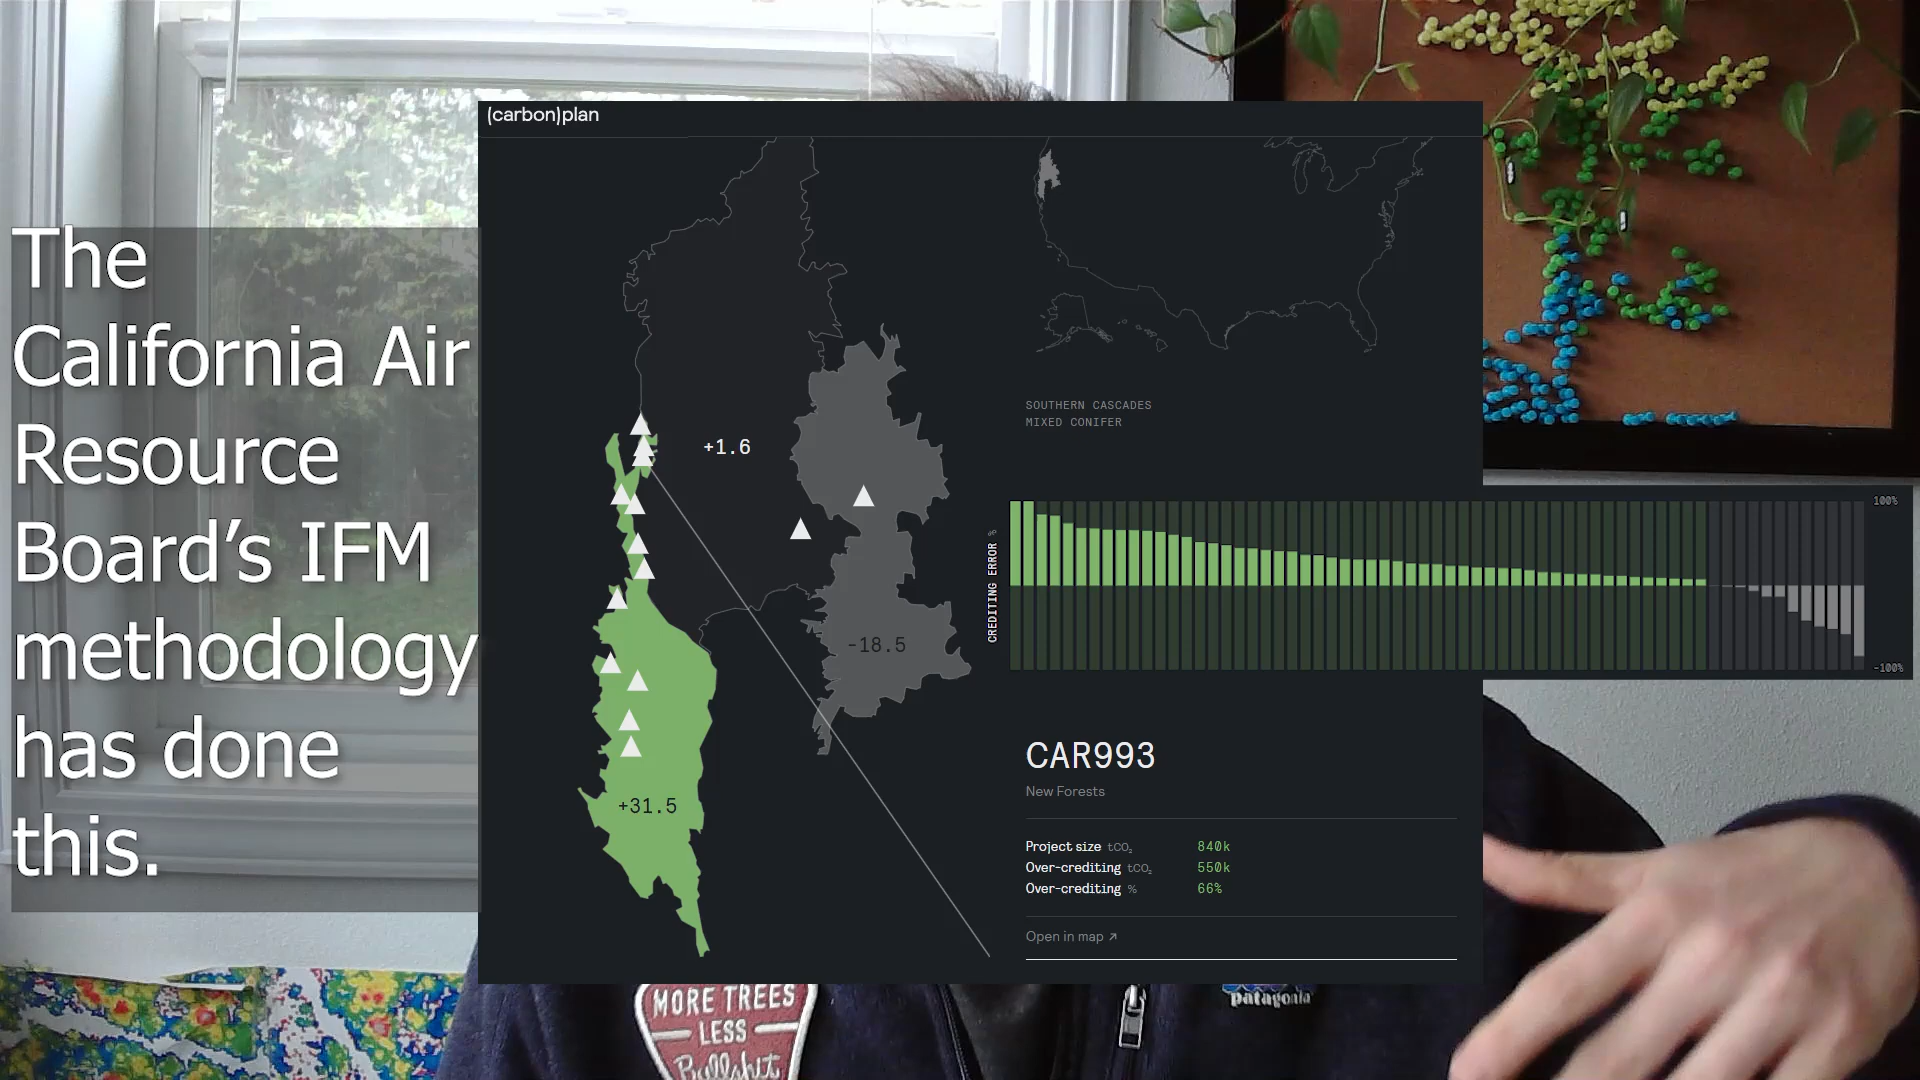 (carbon)plan
The
California Air
Resource
Board's IFM
methodology
has done
this.
+1.6
-18.5
+31.5
SOUTHERN CASCADES
MIXED CONIFER
CREDITING ERROR %
100%
-100%
CAR993
New Forests
Project size tCO₂ 840k
Over-crediting tCO₂ 550k
Over-crediting % 66%
Open in map ↗
MORE TREES
LESS
Bullshit
patagonia